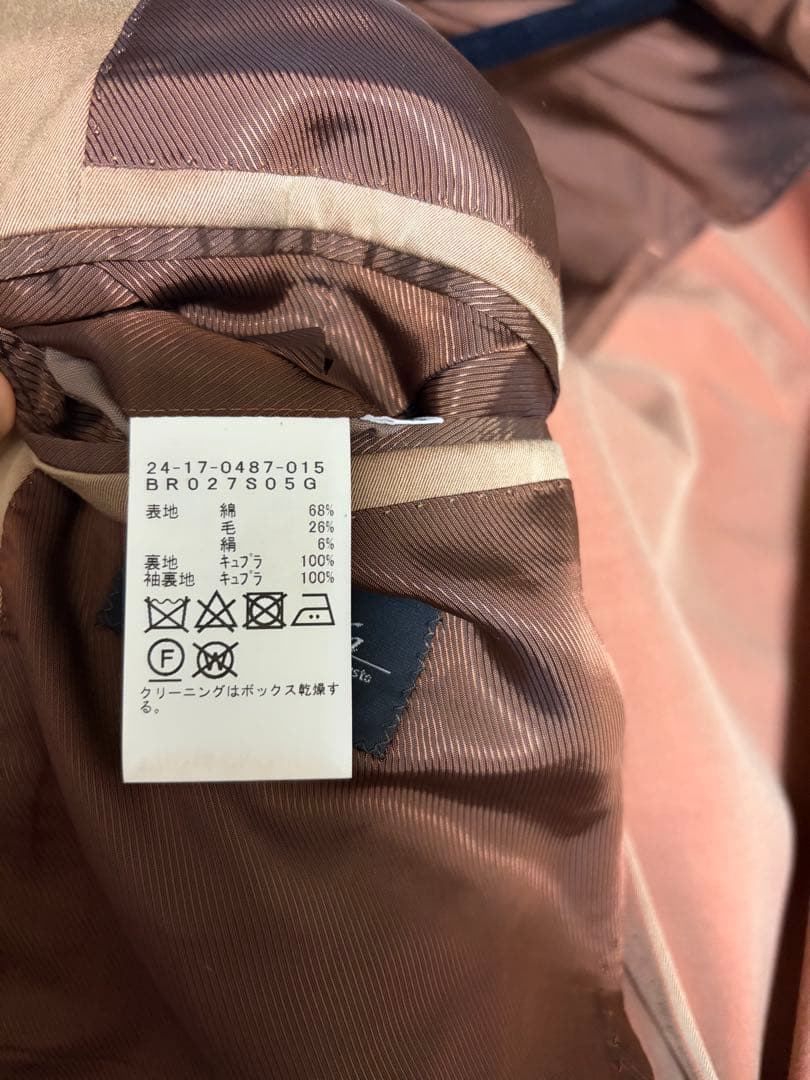 24-17-0487-015
BR027S05G
表地 綿 68%
毛 26%
絹 6%
裏地 キュプラ 100%
袖裏地 キュプラ 100%
F W
クリーニングはボックス乾燥す
る。